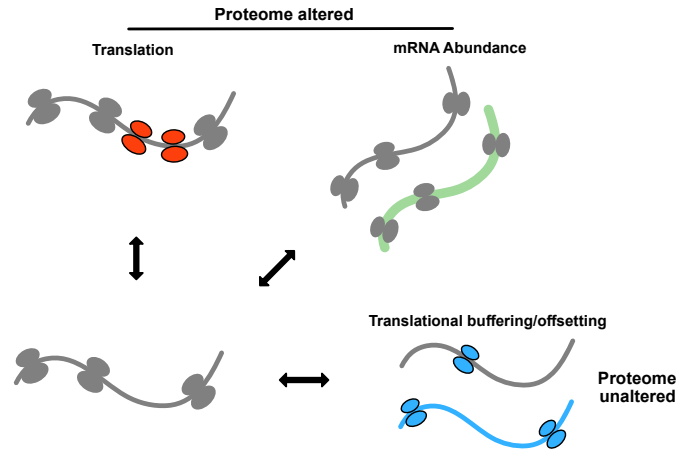 Proteome altered
Translation
mRNA Abundance
Translational buffering/offsetting
Proteome
unaltered